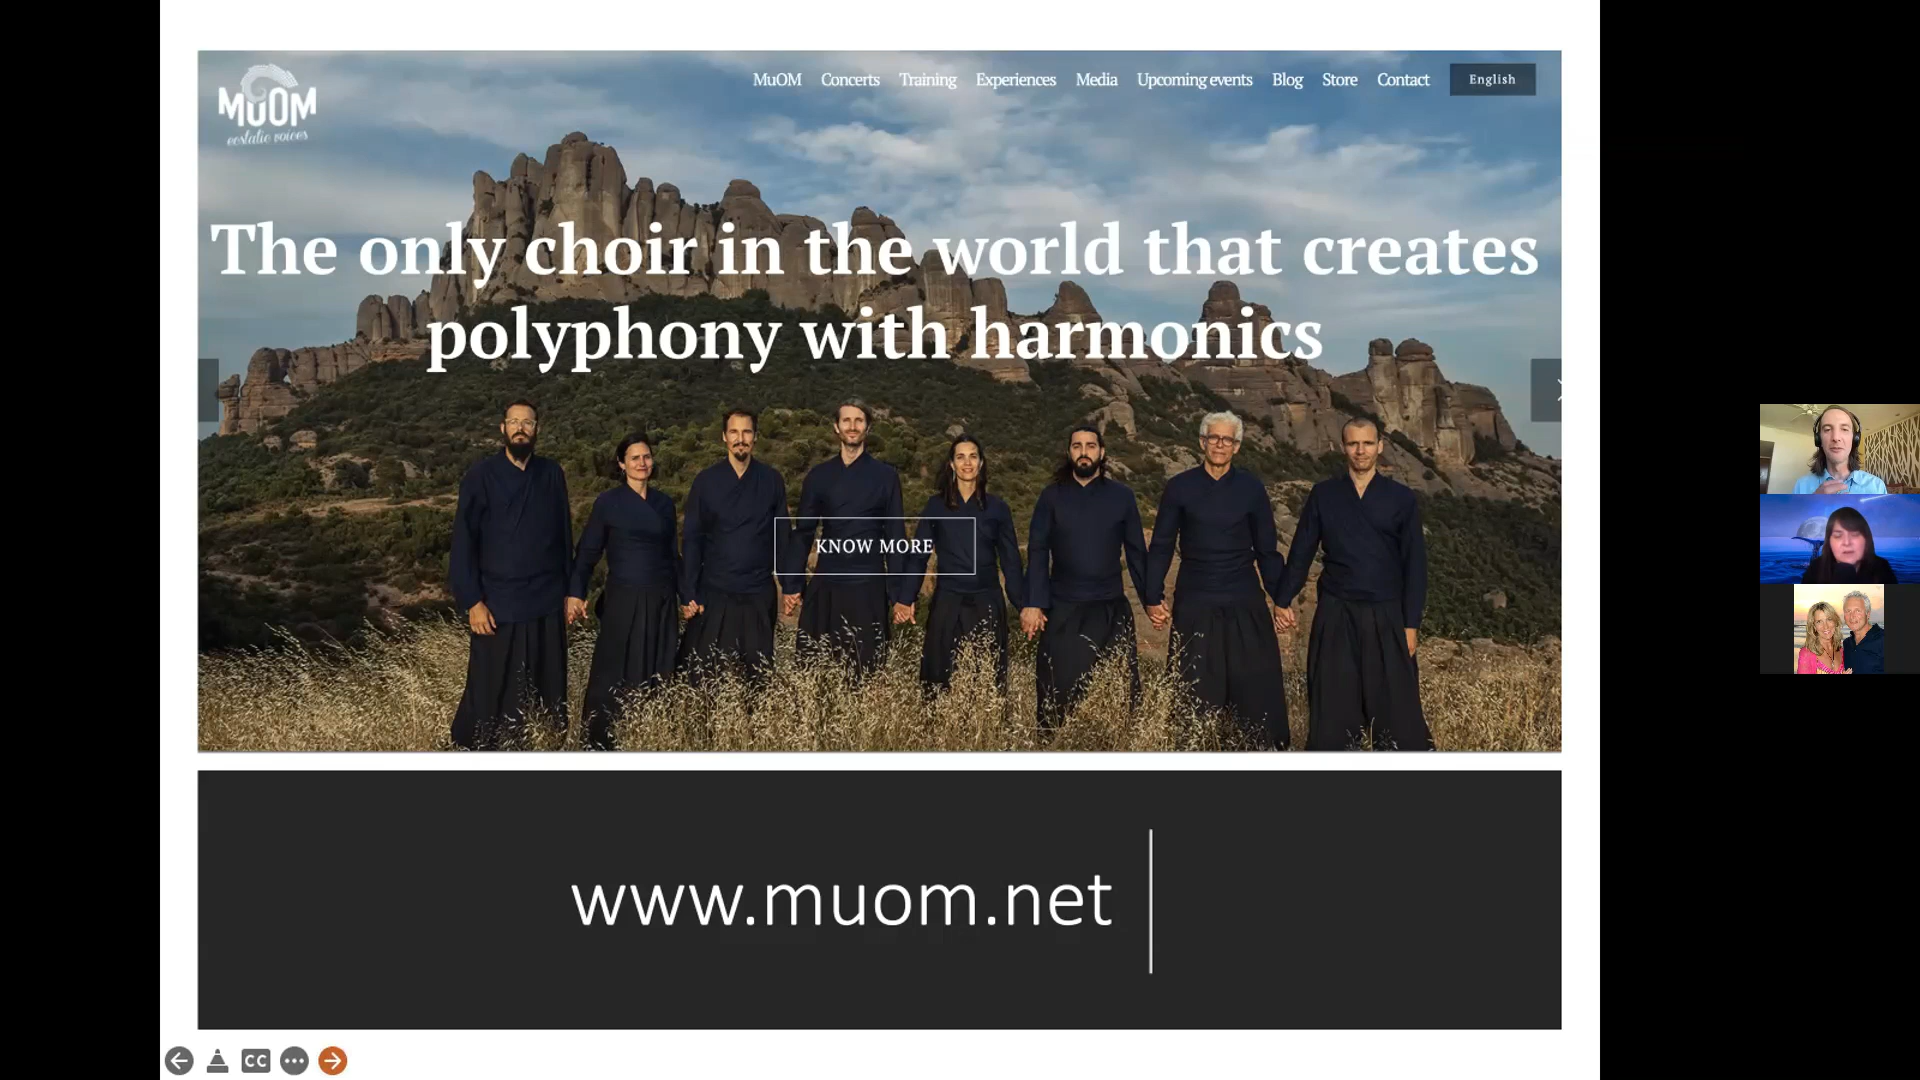 MuOM
ecstatic voices
MuOM Concerts Training Experiences Media Upcoming events Blog Store Contact English
The only choir in the world that creates
polyphony with harmonics
KNOW MORE
www.muom.net
CC